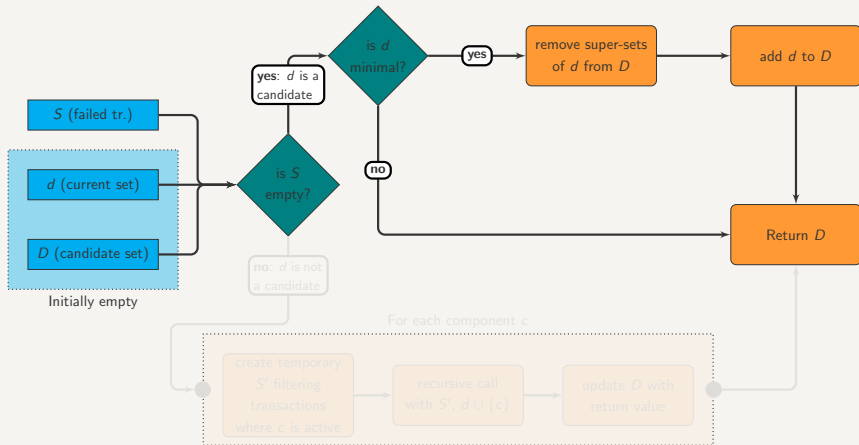 is d
minimal?
yes
remove super-sets
of d from D
add d to D
yes: d is a
candidate
S (failed tr.)
d (current set)
is S
empty?
no
D (candidate set)
Return D
Initially empty
no: d is not
a candidate
For each component c
create temporary
S′ filtering
transactions
where c is active
recursive call
with S′, d ∪ {c}
update D with
return value